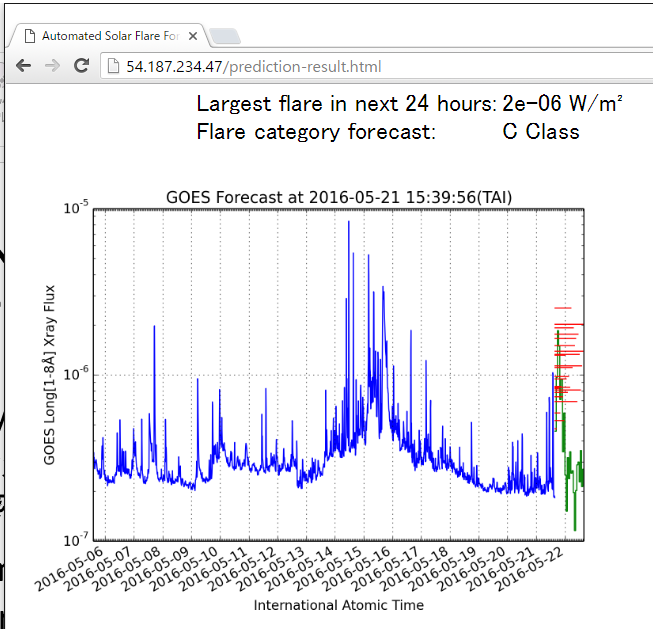 Automated Solar Flare For
54.187.234.47/prediction-result.html
Largest flare in next 24 hours: 2e-06 W/m²
Flare category forecast: C Class
GOES Forecast at 2016-05-21 15:39:56(TAI)
GOES Long[1-8Å] Xray Flux
10⁻⁵
10⁻⁶
10⁻⁷
2016-05-06
2016-05-07
2016-05-08
2016-05-09
2016-05-10
2016-05-11
2016-05-12
2016-05-13
2016-05-14
2016-05-15
2016-05-16
2016-05-17
2016-05-18
2016-05-19
2016-05-20
2016-05-21
2016-05-22
International Atomic Time